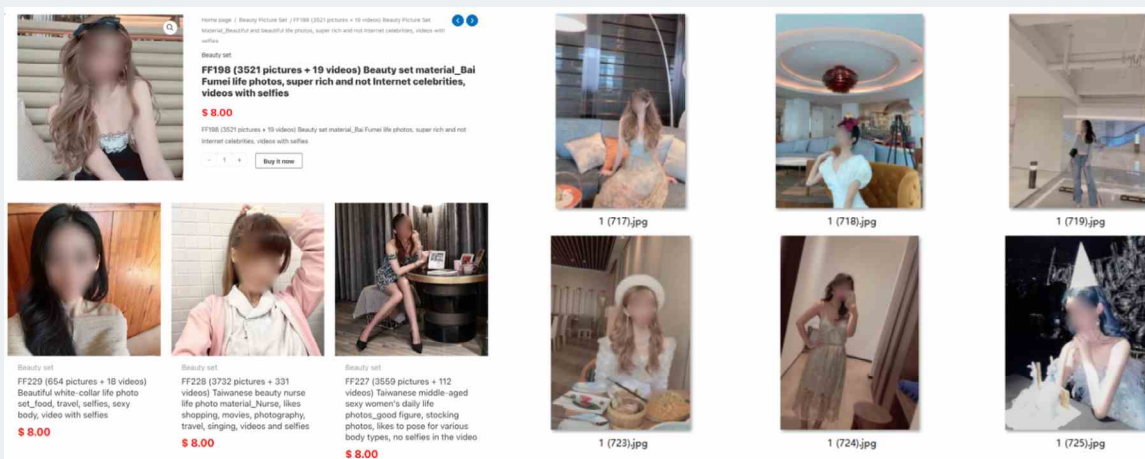 Home page / Beauty Picture Set / FF198 (3521 pictures + 19 videos) Beauty Picture Set
Material_Beautiful and beautiful life photos, super rich and not Internet celebrities, videos with
selfies
Beauty set
FF198 (3521 pictures + 19 videos) Beauty set material_Bai
Fumei life photos, super rich and not Internet celebrities,
videos with selfies
$ 8.00
FF198 (3521 pictures + 19 videos) Beauty set material_Bai Fumei life photos, super rich and not
Internet celebrities, videos with selfies
- 1 +
Buy it now
Beauty set
FF229 (654 pictures + 18 videos)
Beautiful white-collar life photo
set_food, travel, selfies, sexy
body, video with selfies
$ 8.00
Beauty set
FF228 (3732 pictures + 331
videos) Taiwanese beauty nurse
life photo material_Nurse, likes
shopping, movies, photography,
travel, singing, videos and selfies
$ 8.00
Beauty set
FF227 (3559 pictures + 112
videos) Taiwanese middle-aged
sexy women's daily life
photos_good figure, stocking
photos, likes to pose for various
body types, no selfies in the video
$ 8.00
1 (717).jpg
1 (718).jpg
1 (719).jpg
1 (723).jpg
1 (724).jpg
1 (725).jpg